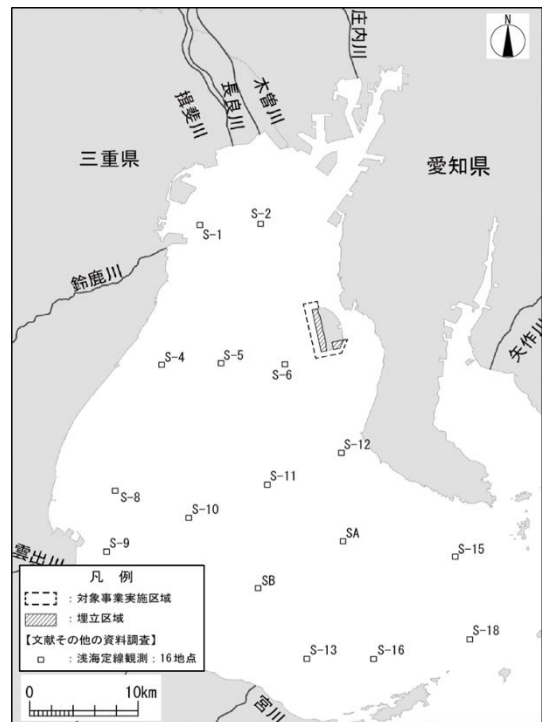 N
庄内川
木曽川
長良川
揖斐川
三重県
愛知県
S-2
S-1
鈴鹿川
矢作川
S-4
S-5
S-6
S-12
S-11
S-8
S-10
S-9
SA
S-15
雲出川
SB
凡 例
：対象事業実施区域
：埋立区域
【文献その他の資料調査】
：浅海定線観測：16地点
S-18
S-13
S-16
0 10km
宮川